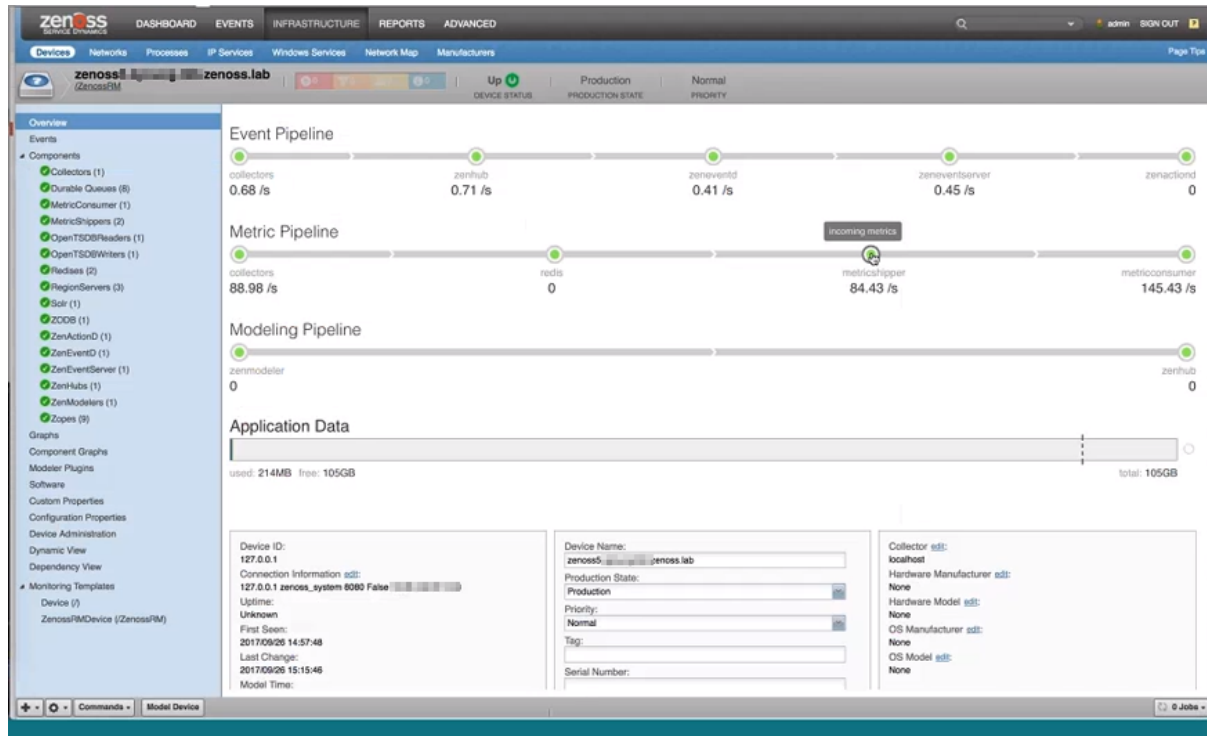 zenoss
SERVICE DYNAMICS
DASHBOARD EVENTS INFRASTRUCTURE REPORTS ADVANCED
admin SIGN OUT
Devices Networks Processes IP Services Windows Services Network Map Manufacturers Page Tips
zenoss zenoss.lab
/ZenossRM
Up
DEVICE STATUS
Production
PRODUCTION STATE
Normal
PRIORITY
Overview
Events
Components
Collectors (1)
Durable Queues (8)
MetricConsumer (1)
MetricShippers (2)
OpenTSDBReaders (1)
OpenTSDBWriters (1)
Redises (2)
RegionServers (3)
Solr (1)
ZODB (1)
ZenActionD (1)
ZenEventD (1)
ZenEventServer (1)
ZenHubs (1)
ZenModelers (1)
Zopes (9)
Graphs
Component Graphs
Modeler Plugins
Software
Custom Properties
Configuration Properties
Device Administration
Dynamic View
Dependency View
Monitoring Templates
Device (/)
ZenossRMDevice (/ZenossRM)
Event Pipeline
collectors zenhub zeneventd zeneventserver zenactiond
0.68 /s 0.71 /s 0.41 /s 0.45 /s 0
Metric Pipeline
incoming metrics
collectors redis metricshipper metricconsumer
88.98 /s 0 84.43 /s 145.43 /s
Modeling Pipeline
zenmodeler zenhub
0 0
Application Data
used: 214MB free: 105GB total: 105GB
Device ID:
127.0.0.1
Connection Information edit:
127.0.0.1 zenoss_system 8080 False
Uptime:
Unknown
First Seen:
2017/09/26 14:57:48
Last Change:
2017/09/26 15:15:46
Model Time:
Device Name:
zenoss5 zenoss.lab
Production State:
Production
Priority:
Normal
Tag:
Serial Number:
Collector edit:
localhost
Hardware Manufacturer edit:
None
Hardware Model edit:
None
OS Manufacturer edit:
None
OS Model edit:
None
Commands Model Device 0 Jobs